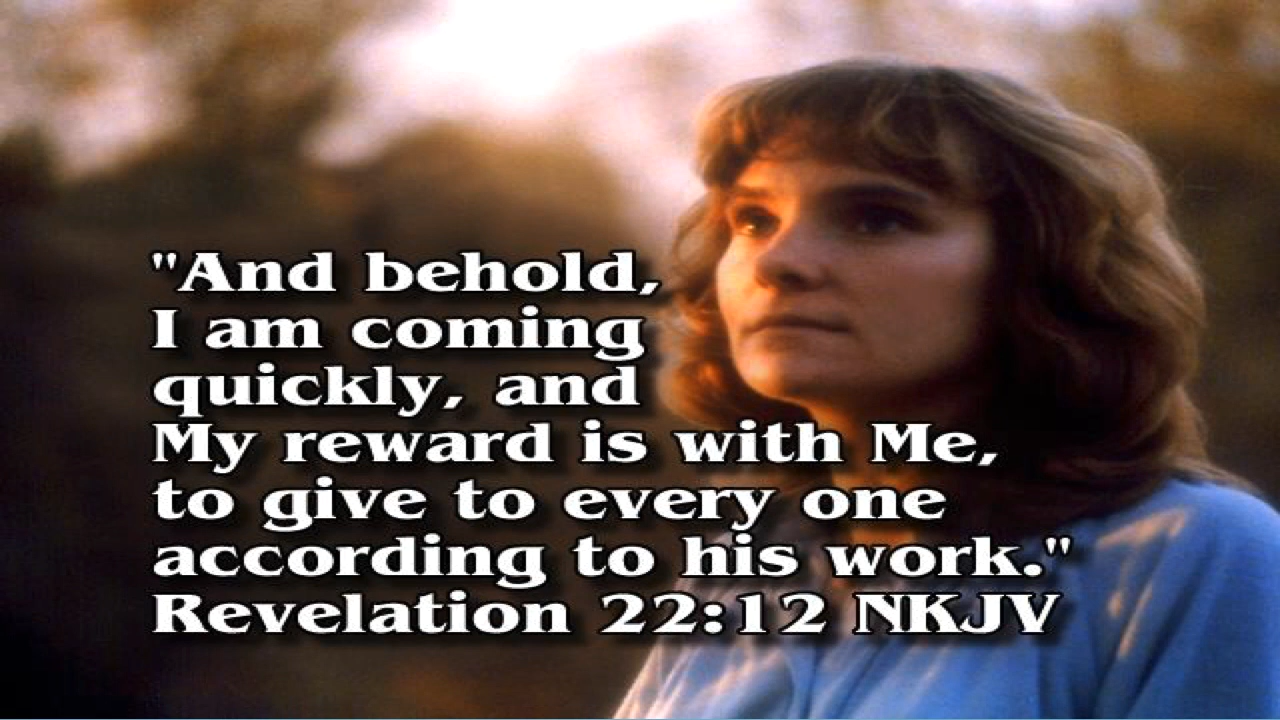 "And behold,
I am coming
quickly, and
My reward is with Me,
to give to every one
according to his work."
Revelation 22:12 NKJV